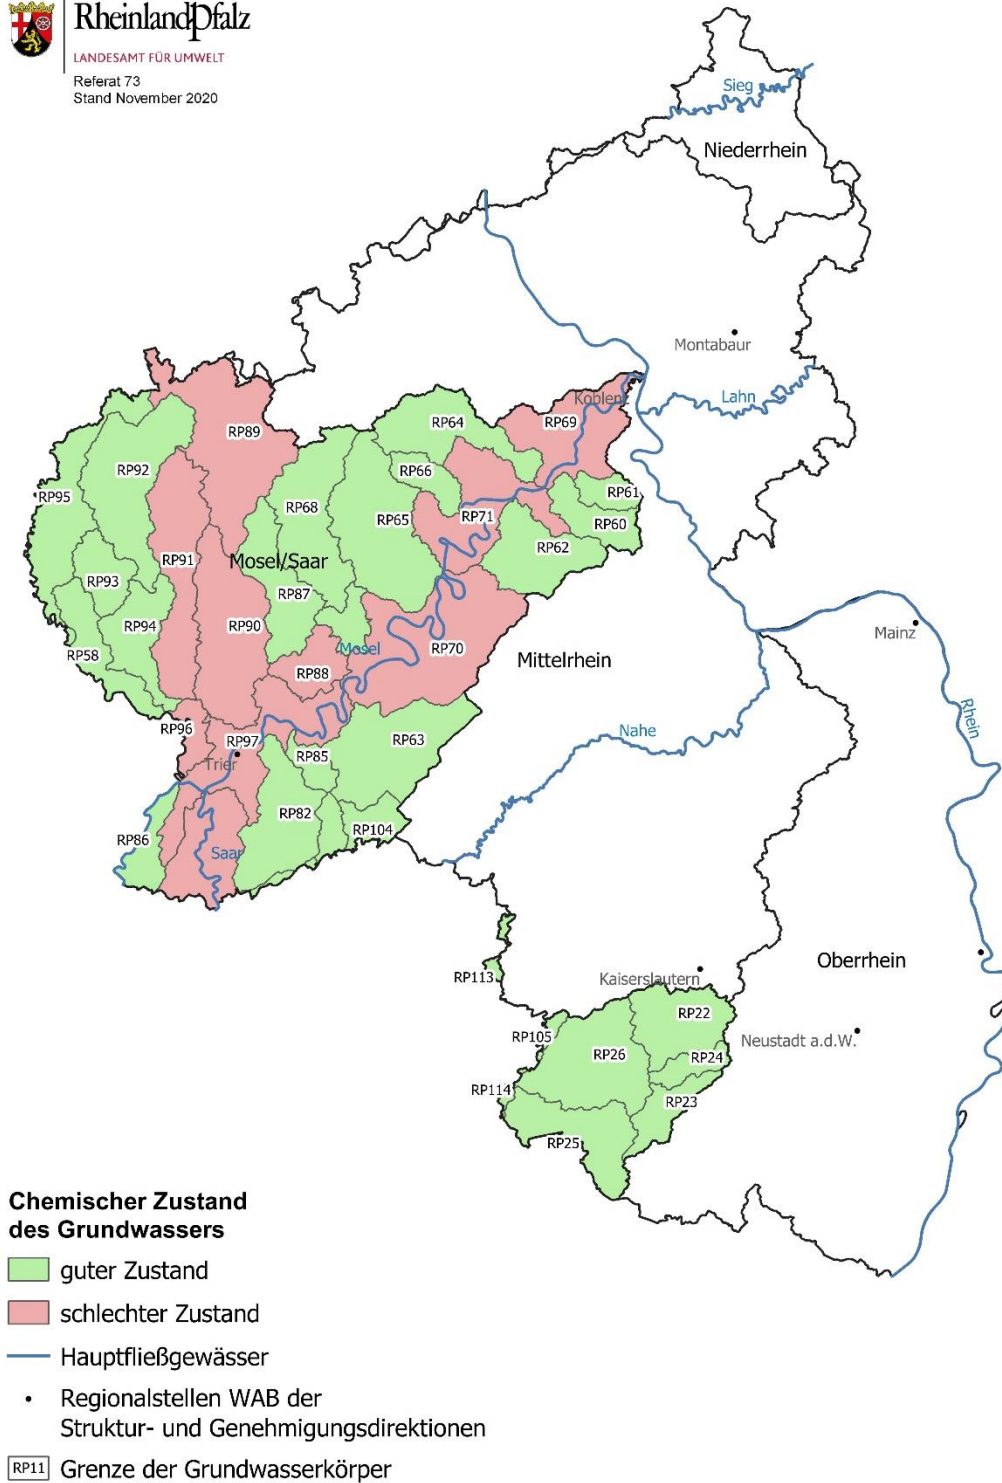 RheinlandPfalz
LANDESAMT FÜR UMWELT
Referat 73
Stand November 2020
Sieg
Niederrhein
Montabaur
Lahn
Koblenz
RP64
RP69
RP89
RP92
RP66
RP95
RP68
RP61
RP65
RP71
RP60
RP62
RP91
Mosel/Saar
RP93
RP87
RP94
RP90
Mainz
RP58
Mosel
RP70
Mittelrhein
RP88
Rhein
RP96
Nahe
RP97
RP63
Trier
RP85
RP82
RP104
RP86
Saar
Oberrhein
RP113
Kaiserslautern
RP22
RP105
Neustadt a.d.W.
RP26
RP24
RP114
RP23
RP25
Chemischer Zustand
des Grundwassers
guter Zustand
schlechter Zustand
Hauptfließgewässer
Regionalstellen WAB der
Struktur- und Genehmigungsdirektionen
RP11 Grenze der Grundwasserkörper